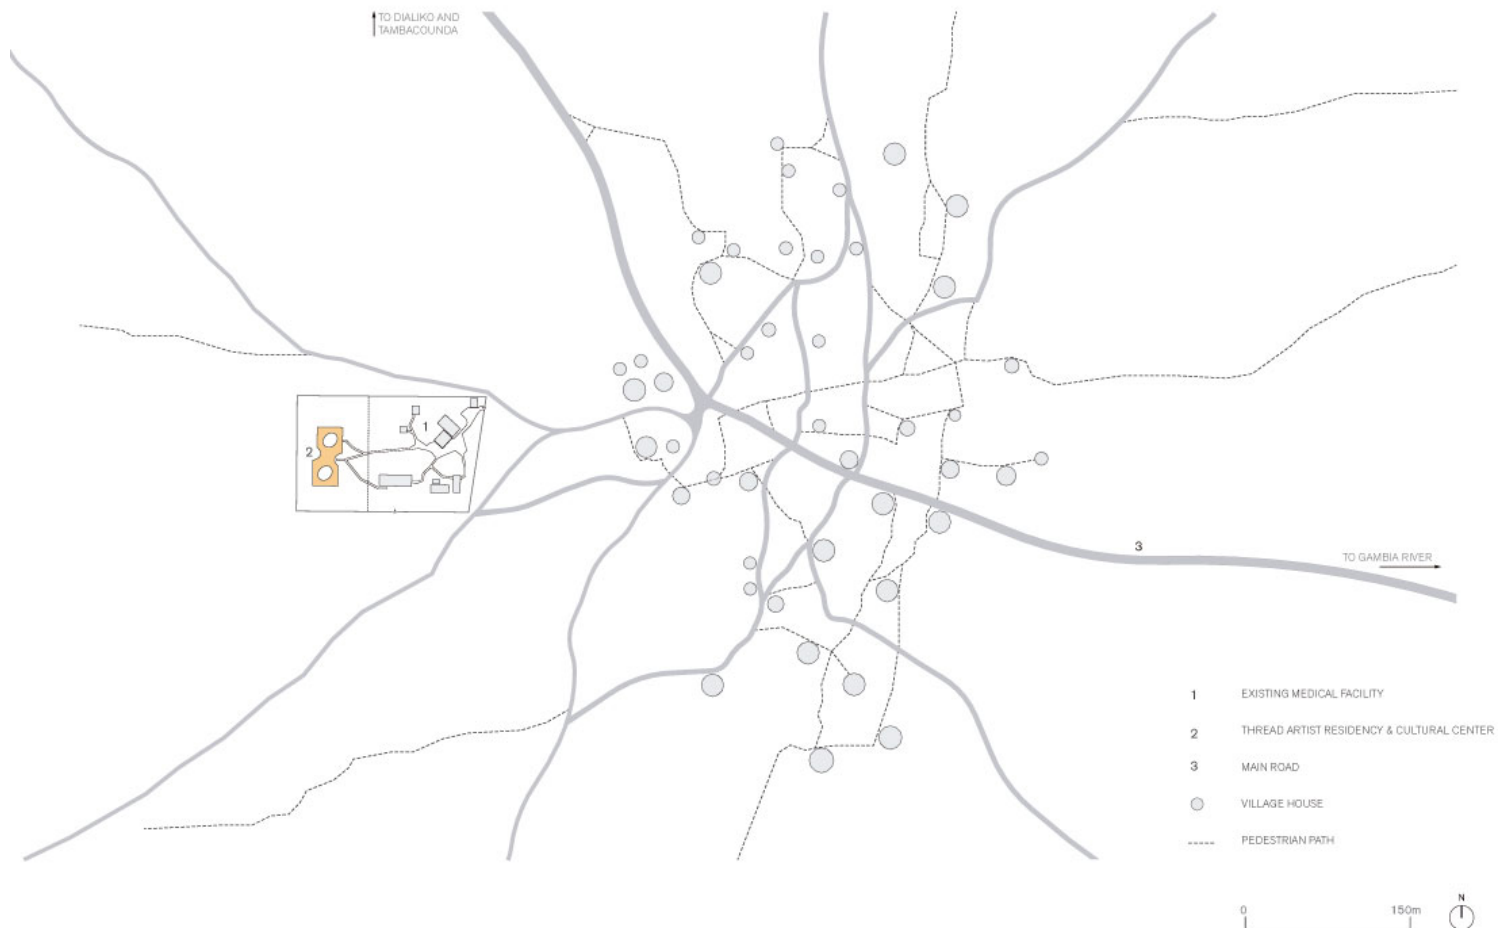 TO DIALIKO AND
TAMBACOUNDA
1
2
3
TO GAMBIA RIVER
1 EXISTING MEDICAL FACILITY
2 THREAD ARTIST RESIDENCY & CULTURAL CENTER
3 MAIN ROAD
VILLAGE HOUSE
PEDESTRIAN PATH
0 150m N